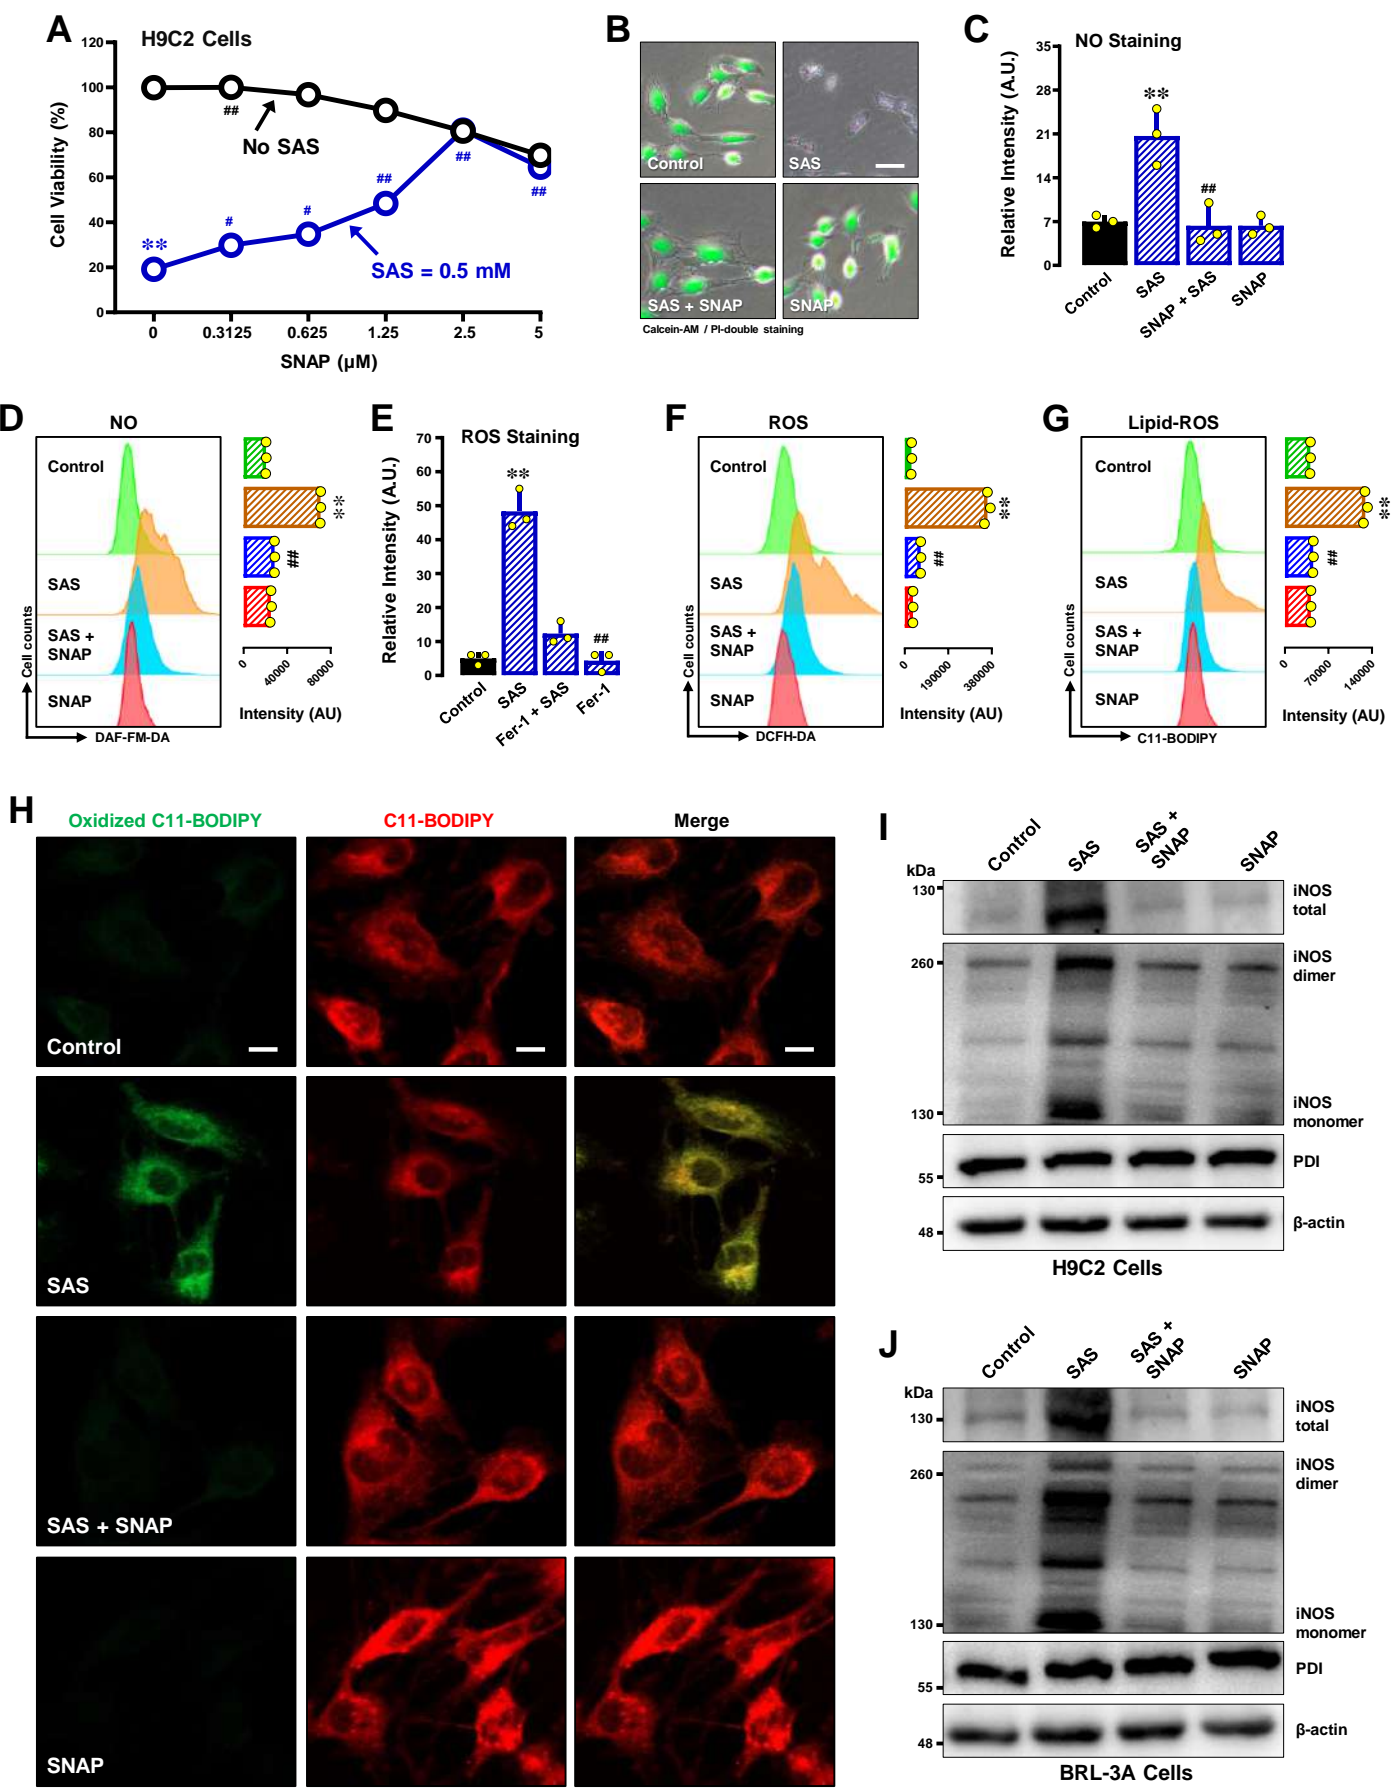 A
H9C2 Cells
Cell Viability (%)
120
100
80
60
40
20
0
##
No SAS
**
#
#
##
##
##
SAS = 0.5 mM
0
0.3125
0.625
1.25
2.5
5
SNAP (µM)
B
Control
SAS
SAS + SNAP
SNAP
Calcein-AM / PI-double staining
C
NO Staining
Relative Intensity (A.U.)
35
28
21
14
7
0
**
##
Control
SAS
SNAP + SAS
SNAP
D
NO
Control
SAS
SAS +
SNAP
SNAP
Cell counts
DAF-FM-DA
**
##
0
40000
80000
Intensity (AU)
E
ROS Staining
Relative Intensity (A.U.)
70
60
50
40
30
20
10
0
**
##
Control
SAS
Fer-1 + SAS
Fer-1
F
ROS
Control
SAS
SAS +
SNAP
SNAP
Cell counts
DCFH-DA
**
##
0
190000
380000
Intensity (AU)
G
Lipid-ROS
Control
SAS
SAS +
SNAP
SNAP
Cell counts
C11-BODIPY
**
##
0
70000
140000
Intensity (AU)
H
Oxidized C11-BODIPY
C11-BODIPY
Merge
Control
SAS
SAS + SNAP
SNAP
I
Control
SAS
SAS +
SNAP
SNAP
kDa
130
iNOS
total
260
iNOS
dimer
130
iNOS
monomer
55
PDI
48
β-actin
H9C2 Cells
J
Control
SAS
SAS +
SNAP
SNAP
kDa
130
iNOS
total
260
iNOS
dimer
130
iNOS
monomer
55
PDI
48
β-actin
BRL-3A Cells